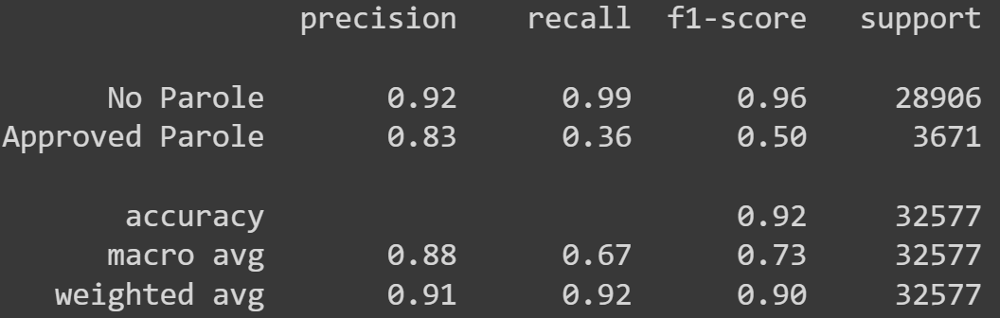 precision recall f1-score support
No Parole 0.92 0.99 0.96 28906
Approved Parole 0.83 0.36 0.50 3671
accuracy 0.92 32577
macro avg 0.88 0.67 0.73 32577
weighted avg 0.91 0.92 0.90 32577